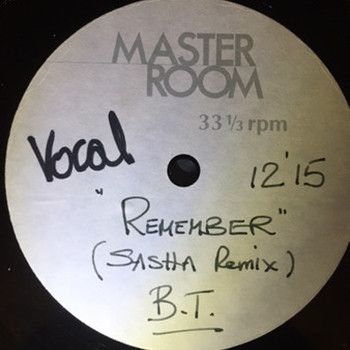 MASTER
ROOM
33 1/3 rpm
Vocal
12'15
"REMEMBER"
(SASHA Remix)
B.T.